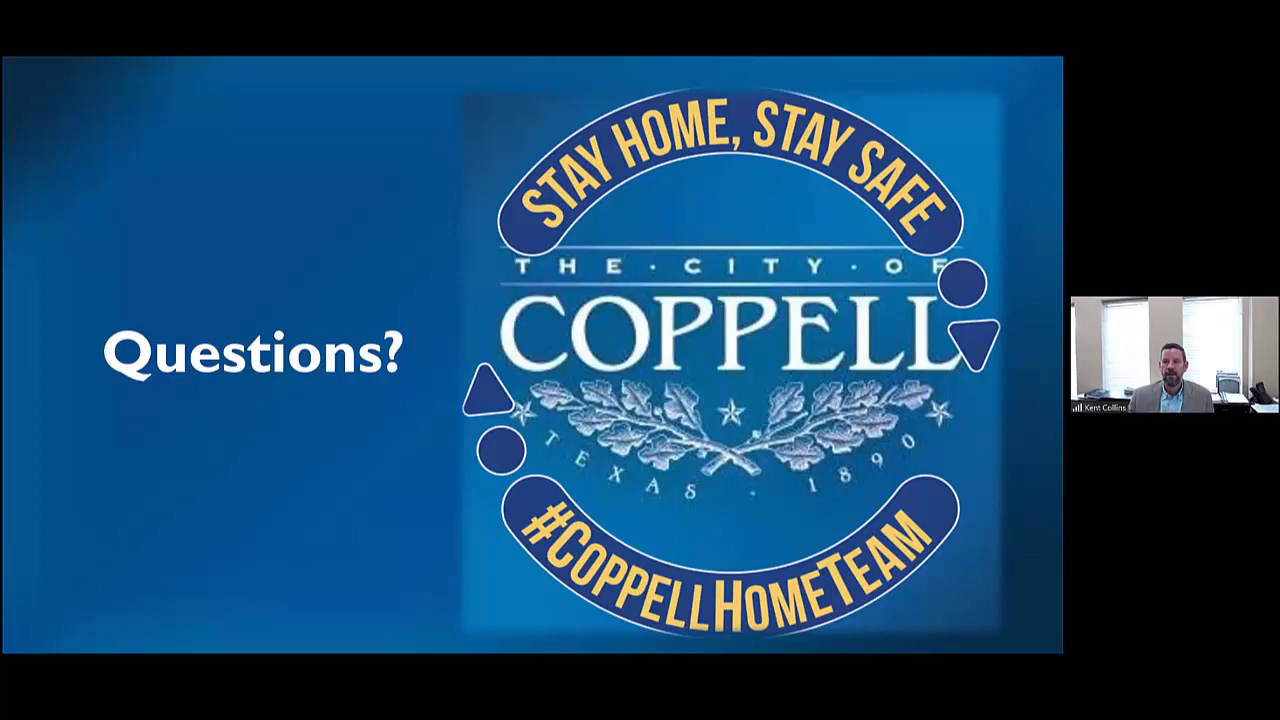 STAY HOME, STAY SAFE
THE · CITY · OF
COPPELL
Questions?
TEXAS · 1890
#COPPELLHOMETEAM
Kent Collins